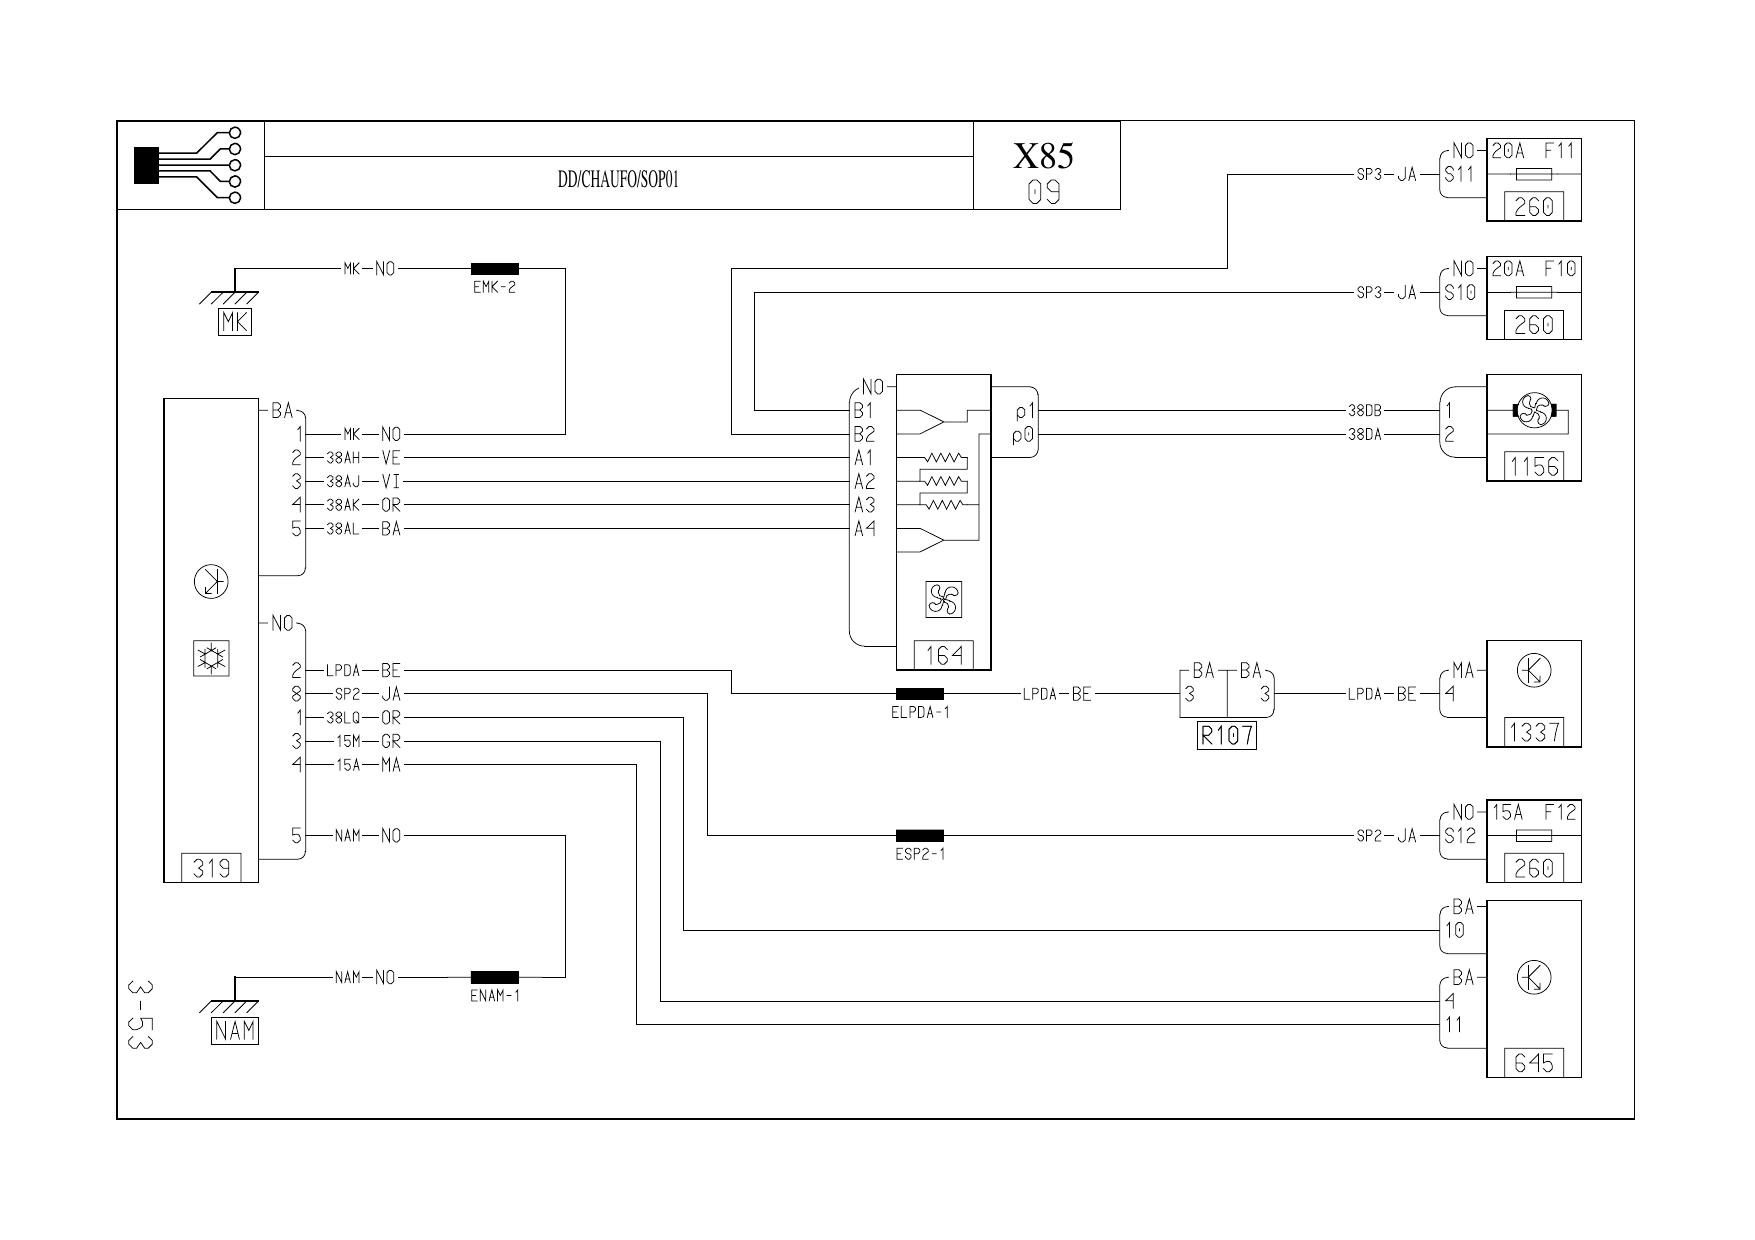 DD/CHAUFO/SOP01
X85
09
SP3 JA
NO
S11
20A F11
260
MK NO
EMK-2
MK
SP3 JA
NO
S10
20A F10
260
BA
1 MK NO
2 38AH VE
3 38AJ VI
4 38AK OR
5 38AL BA
NO
B1
B2
A1
A2
A3
A4
p1
p0
164
38DB 1
38DA 2
1156
NO
2 LPDA BE
8 SP2 JA
1 38LQ OR
3 15M GR
4 15A MA
5 NAM NO
319
ELPDA-1
LPDA BE
BA BA
3 3
R107
LPDA BE
MA
4
1337
ESP2-1
SP2 JA
NO
S12
15A F12
260
BA
10
BA
4
11
645
NAM NO
ENAM-1
NAM
3-53